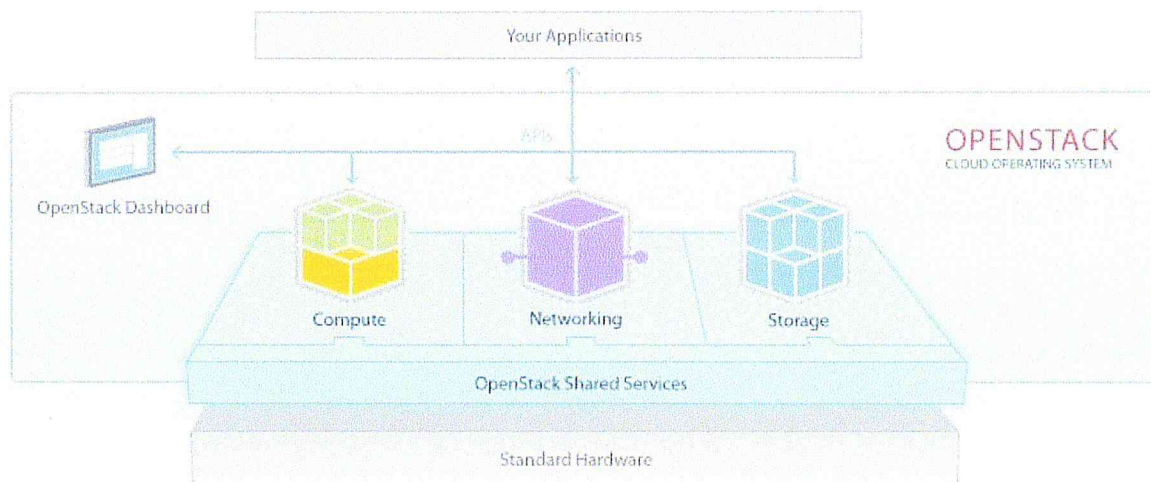 Your Applications
APIs
OPENSTACK
CLOUD OPERATING SYSTEM
OpenStack Dashboard
Compute
Networking
Storage
OpenStack Shared Services
Standard Hardware